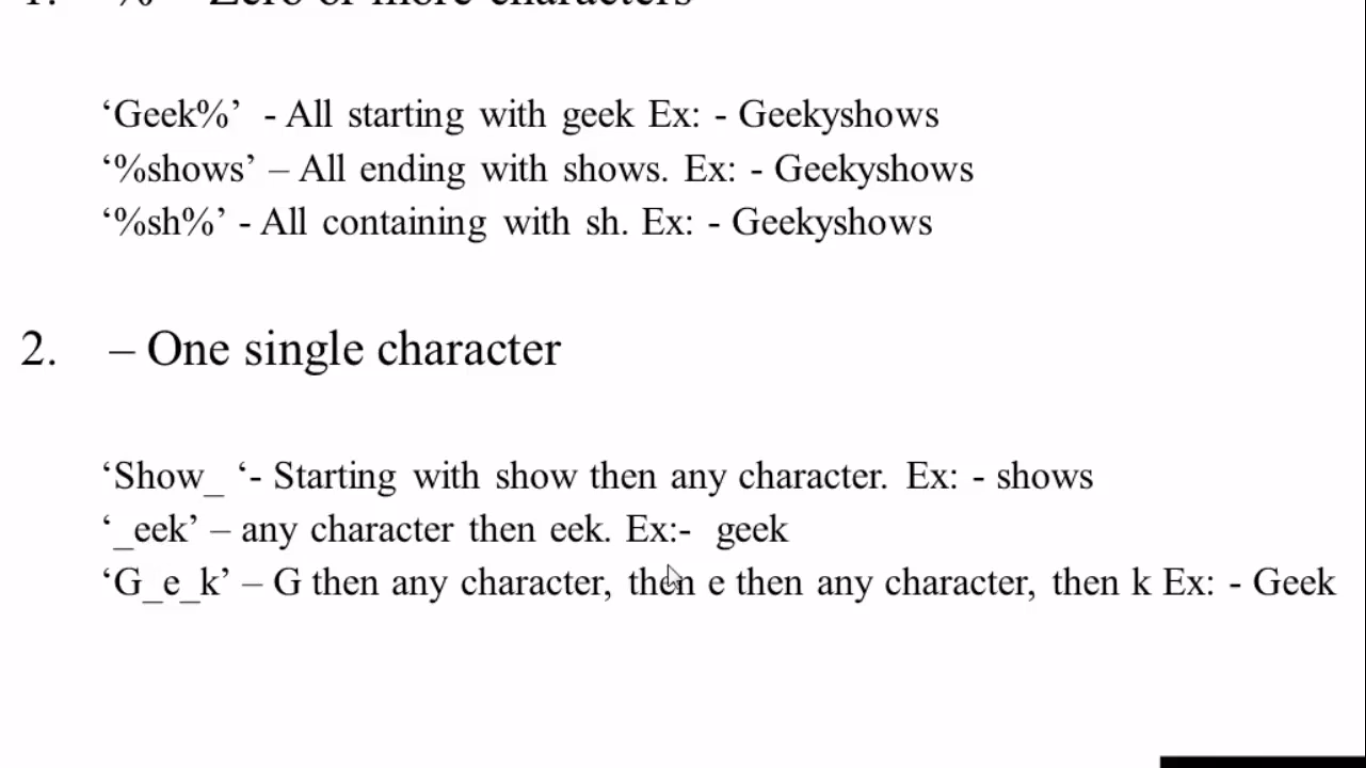 1. % – Zero or more characters
‘Geek%’ - All starting with geek Ex: - Geekyshows
‘%shows’ – All ending with shows. Ex: - Geekyshows
‘%sh%’ - All containing with sh. Ex: - Geekyshows
2. – One single character
‘Show_ ‘- Starting with show then any character. Ex: - shows
‘_eek’ – any character then eek. Ex:- geek
‘G_e_k’ – G then any character, then e then any character, then k Ex: - Geek